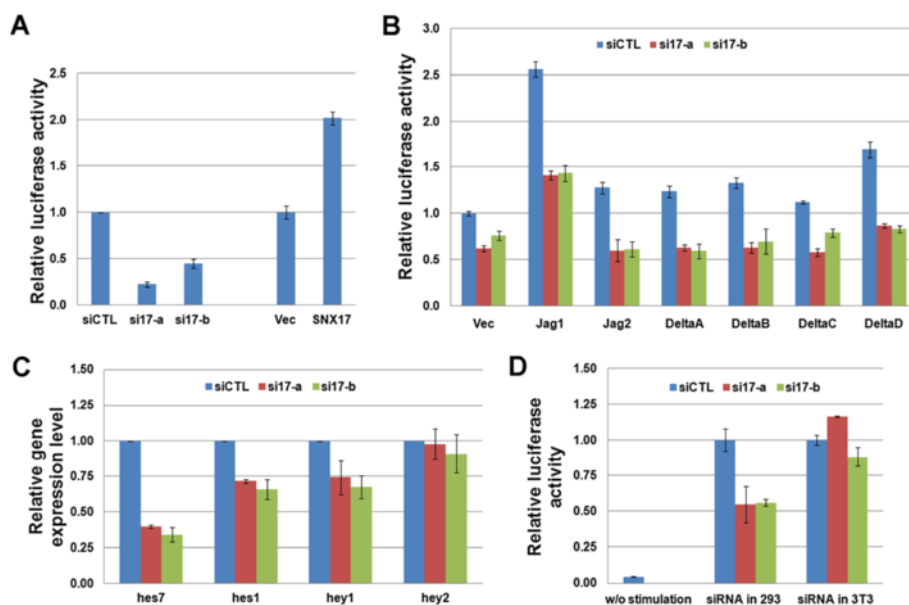 A
Relative luciferase activity
2.5
2.0
1.5
1.0
0.5
0.0
siCTL si17-a si17-b Vec SNX17
B
Relative luciferase activity
siCTL si17-a si17-b
3.0
2.5
2.0
1.5
1.0
0.5
0.0
Vec Jag1 Jag2 DeltaA DeltaB DeltaC DeltaD
C
Relative gene
expression level
siCTL si17-a si17-b
1.50
1.25
1.00
0.75
0.50
0.25
0.00
hes7 hes1 hey1 hey2
D
Relative luciferase
activity
siCTL si17-a si17-b
1.50
1.25
1.00
0.75
0.50
0.25
0.00
w/o stimulation siRNA in 293 siRNA in 3T3